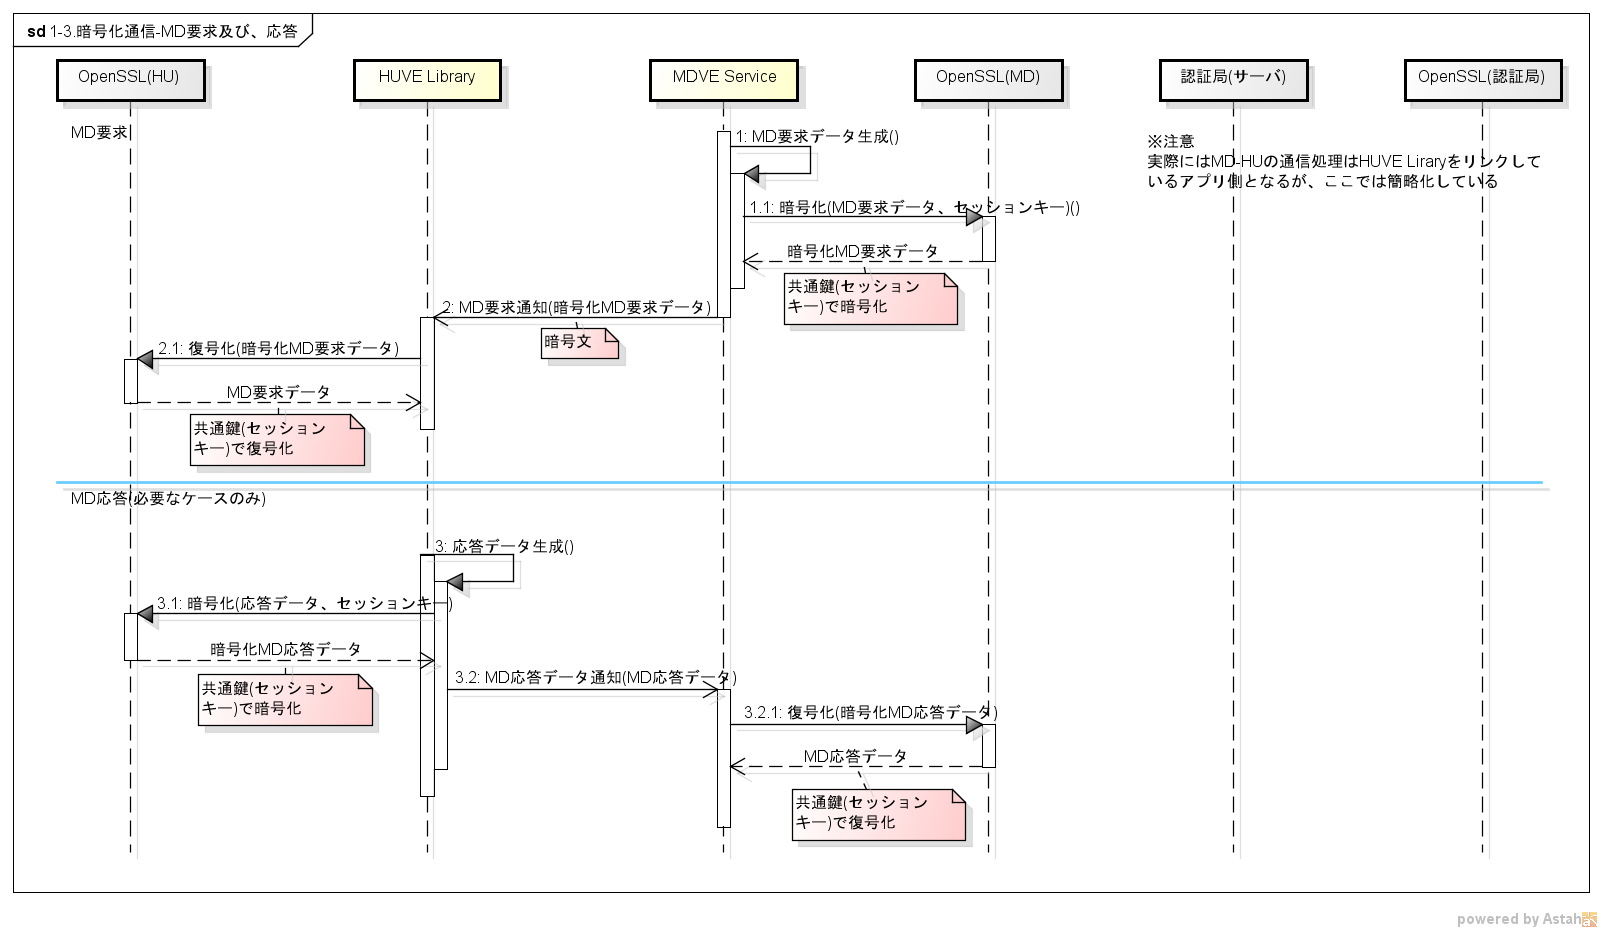 sd 1-3.暗号化通信-MD要求及び、応答
OpenSSL(HU)
HUVE Library
MDVE Service
OpenSSL(MD)
認証局(サーバ)
OpenSSL(認証局)
MD要求
1: MD要求データ生成()
※注意
実際にはMD-HUの通信処理はHUVE Liraryをリンクして
いるアプリ側となるが、ここでは簡略化している
1.1: 暗号化(MD要求データ、セッションキー)()
暗号化MD要求データ
共通鍵(セッション
キー)で暗号化
2: MD要求通知(暗号化MD要求データ)
暗号文
2.1: 復号化(暗号化MD要求データ)
MD要求データ
共通鍵(セッション
キー)で復号化
MD応答(必要なケースのみ)
3: 応答データ生成()
3.1: 暗号化(応答データ、セッションキー)
暗号化MD応答データ
共通鍵(セッション
キー)で暗号化
3.2: MD応答データ通知(MD応答データ)
3.2.1: 復号化(暗号化MD応答データ)
MD応答データ
共通鍵(セッション
キー)で復号化
powered by Astah